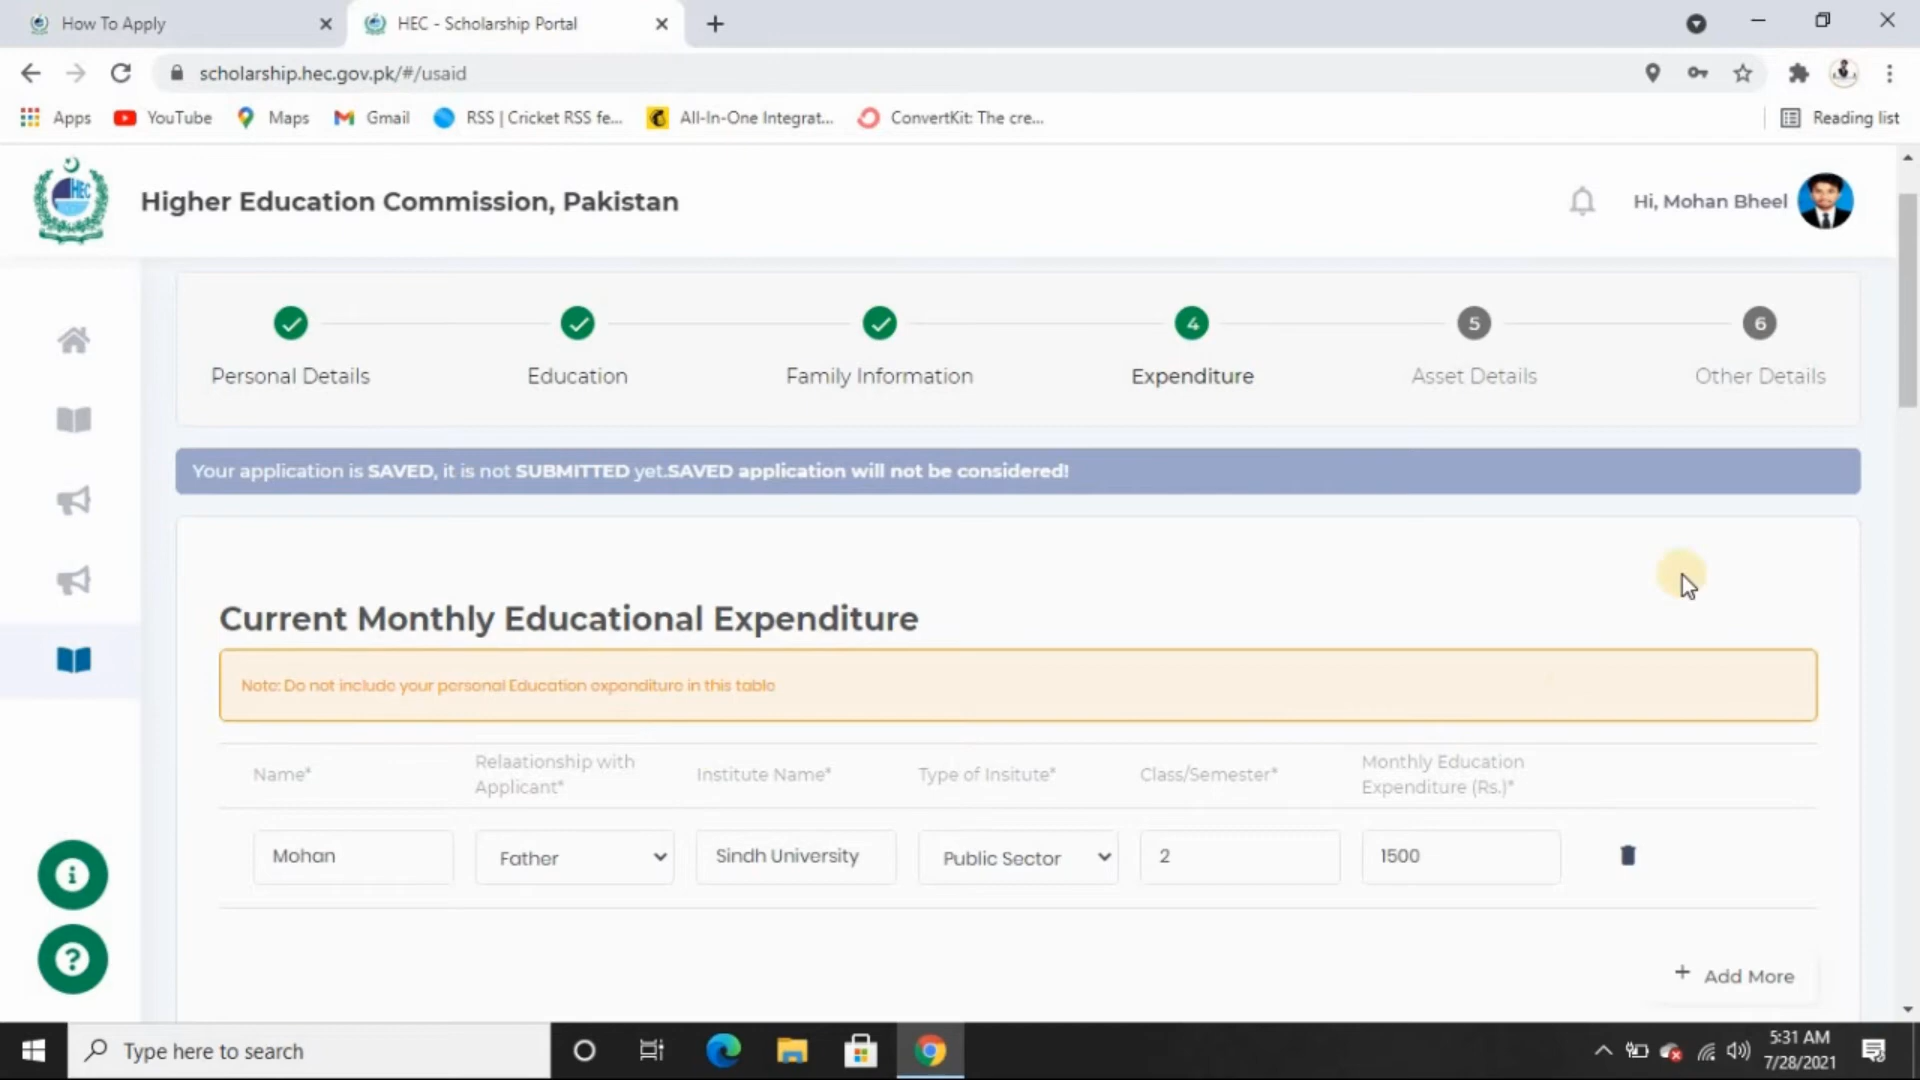 How To Apply
HEC - Scholarship Portal
scholarship.hec.gov.pk/#/usaid
Apps
YouTube
Maps
Gmail
RSS | Cricket RSS fe...
All-In-One Integrat...
ConvertKit: The cre...
Reading list
HEC
Higher Education Commission, Pakistan
Hi, Mohan Bheel
4
5
6
Personal Details
Education
Family Information
Expenditure
Asset Details
Other Details
Your application is SAVED, it is not SUBMITTED yet.SAVED application will not be considered!
Current Monthly Educational Expenditure
Note: Do not include your personal Education expenditure in this table
Name*
Relaationship with
Applicant*
Institute Name*
Type of Insitute*
Class/Semester*
Monthly Education
Expenditure (Rs.)*
Mohan
Father
Sindh University
Public Sector
2
1500
+ Add More
Type here to search
5:31 AM
7/28/2021